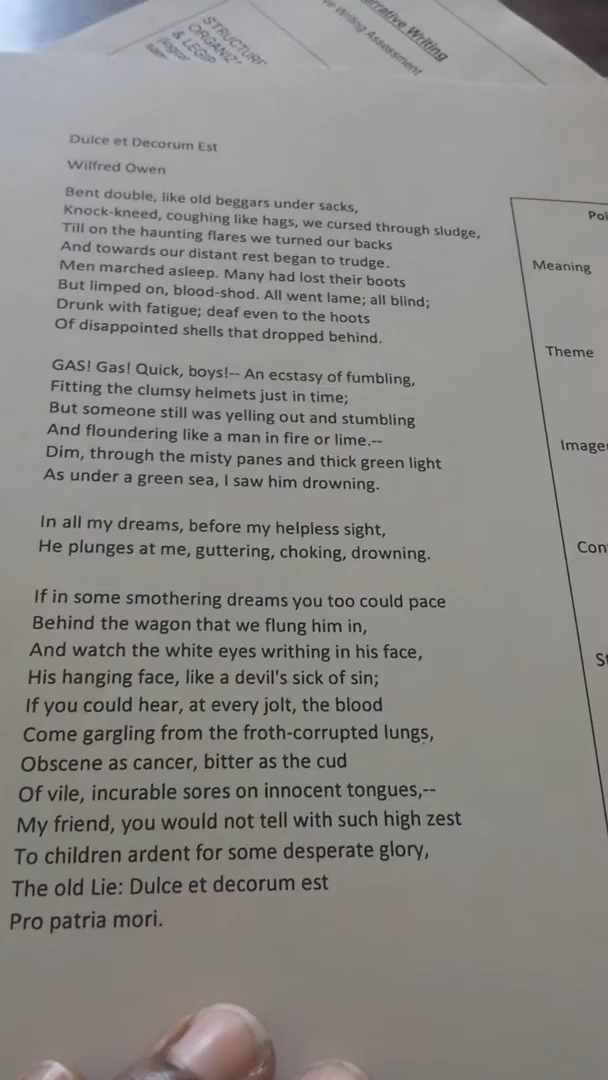 Narrative Writing
Writing Assessment
STRUCTURE
& LEGIP
Dulce et Decorum Est
Wilfred Owen
Bent double, like old beggars under sacks,
Knock-kneed, coughing like hags, we cursed through sludge,
Till on the haunting flares we turned our backs
And towards our distant rest began to trudge.
Men marched asleep. Many had lost their boots
But limped on, blood-shod. All went lame; all blind;
Drunk with fatigue; deaf even to the hoots
Of disappointed shells that dropped behind.
GAS! Gas! Quick, boys!-- An ecstasy of fumbling,
Fitting the clumsy helmets just in time;
But someone still was yelling out and stumbling
And floundering like a man in fire or lime.--
Dim, through the misty panes and thick green light
As under a green sea, I saw him drowning.
In all my dreams, before my helpless sight,
He plunges at me, guttering, choking, drowning.
If in some smothering dreams you too could pace
Behind the wagon that we flung him in,
And watch the white eyes writhing in his face,
His hanging face, like a devil's sick of sin;
If you could hear, at every jolt, the blood
Come gargling from the froth-corrupted lungs,
Obscene as cancer, bitter as the cud
Of vile, incurable sores on innocent tongues,--
My friend, you would not tell with such high zest
To children ardent for some desperate glory,
The old Lie: Dulce et decorum est
Pro patria mori.
Poi
Meaning
Theme
Image
Con
St